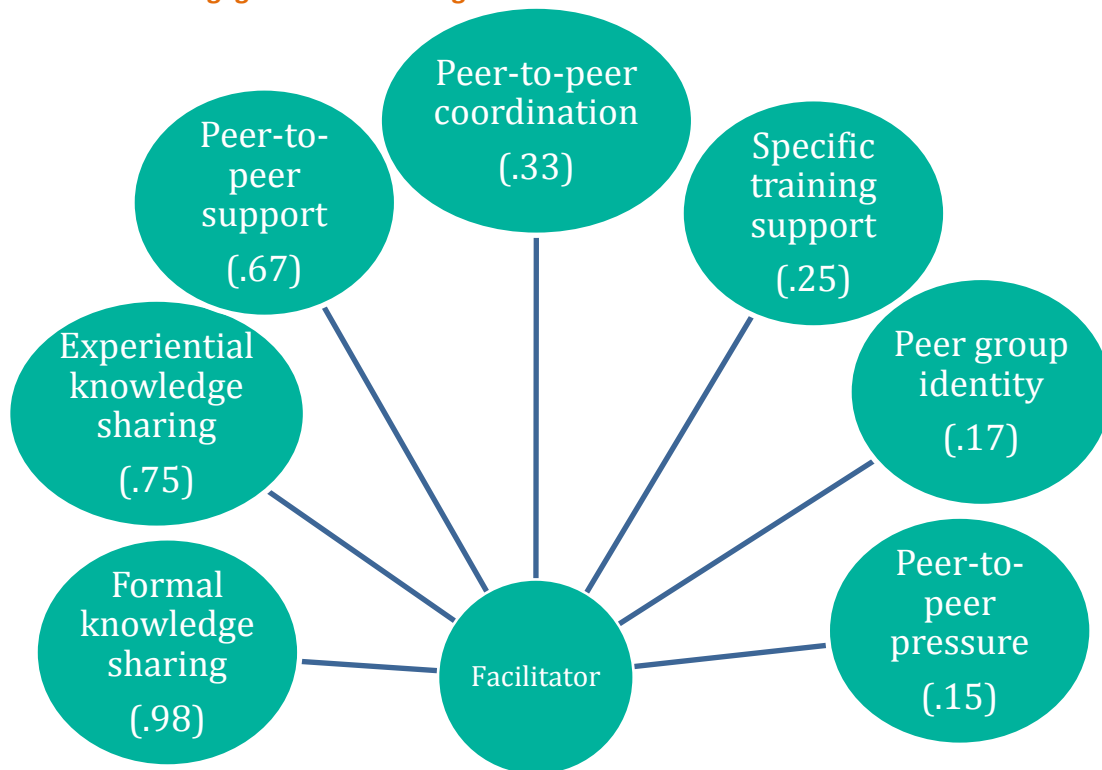 Peer-to-peer
coordination
(.33)
Peer-to-
peer
support
(.67)
Specific
training
support
(.25)
Experiential
knowledge
sharing
(.75)
Peer group
identity
(.17)
Formal
knowledge
sharing
(.98)
Peer-to-
peer
pressure
(.15)
Facilitator